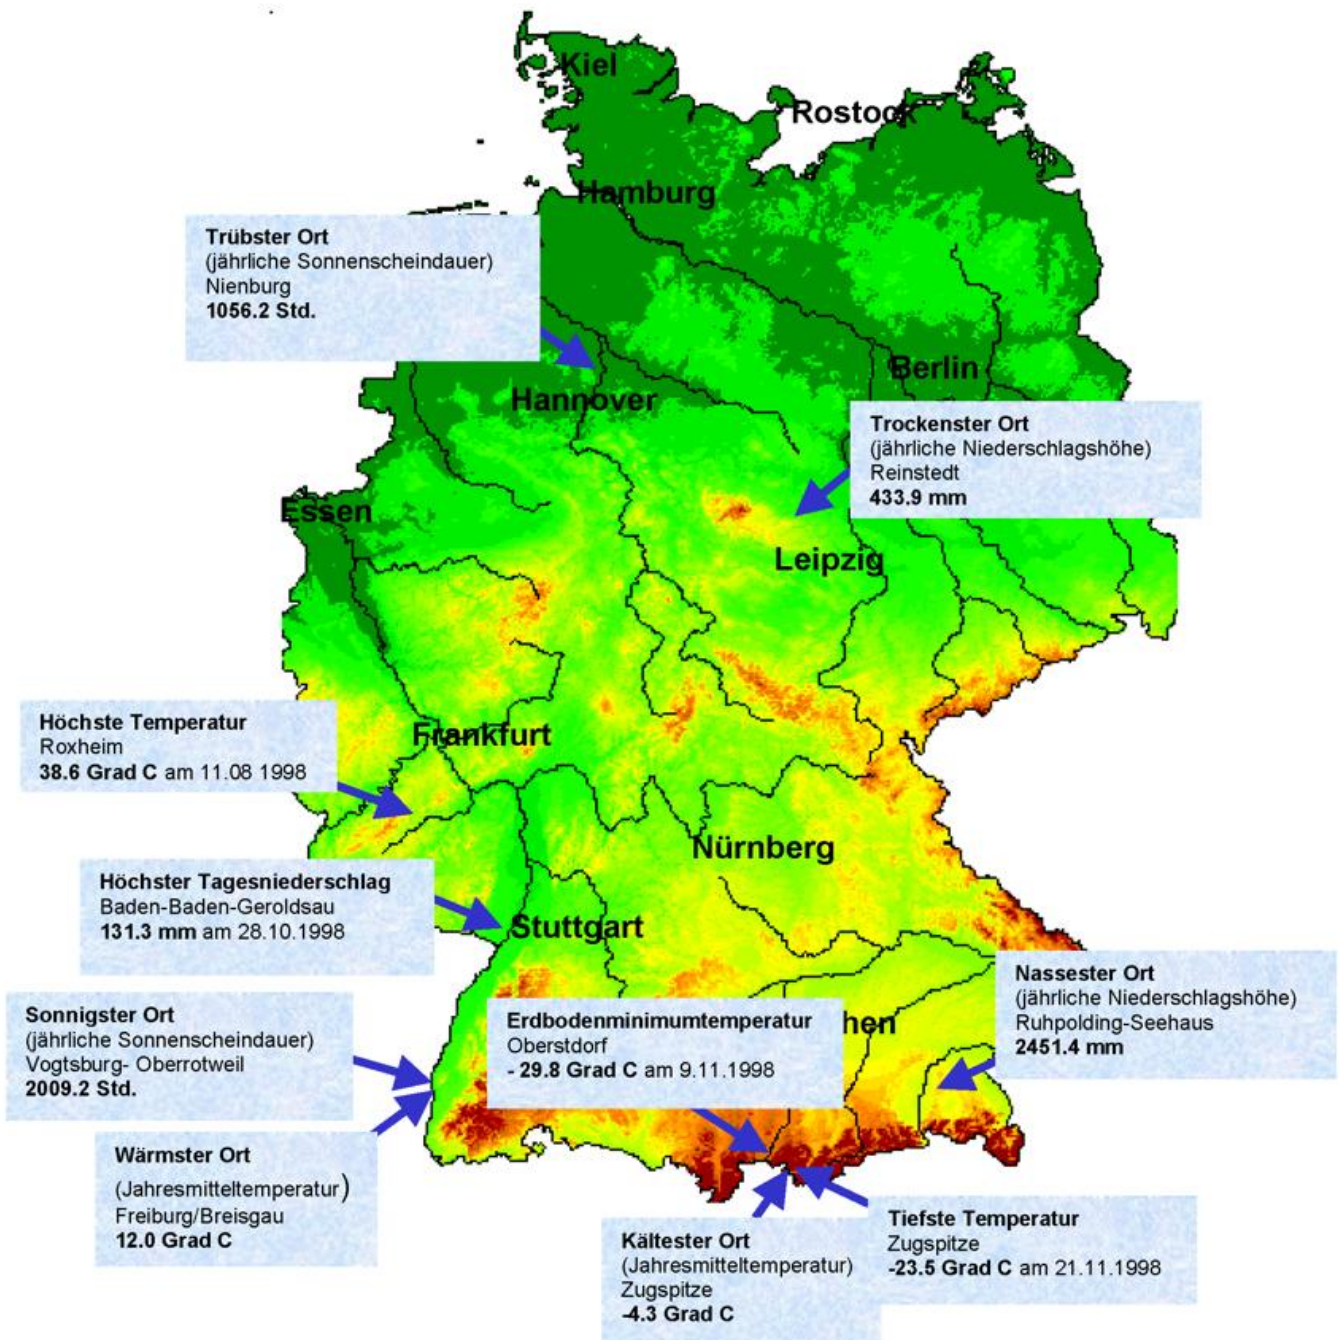 Kiel
Rostock
Hamburg
Trübster Ort
(jährliche Sonnenscheindauer)
Nienburg
1056.2 Std.
Berlin
Hannover
Trockenster Ort
(jährliche Niederschlagshöhe)
Reinstedt
433.9 mm
Essen
Leipzig
Höchste Temperatur
Roxheim
38.6 Grad C am 11.08 1998
Frankfurt
Nürnberg
Höchster Tagesniederschlag
Baden-Baden-Geroldsau
131.3 mm am 28.10.1998
Stuttgart
Nassester Ort
(jährliche Niederschlagshöhe)
Ruhpolding-Seehaus
2451.4 mm
Sonnigster Ort
(jährliche Sonnenscheindauer)
Vogtsburg- Oberrotweil
2009.2 Std.
Erdbodenminimumtemperatur
Oberstdorf
- 29.8 Grad C am 9.11.1998
hen
Wärmster Ort
(Jahresmitteltemperatur)
Freiburg/Breisgau
12.0 Grad C
Kältester Ort
(Jahresmitteltemperatur)
Zugspitze
-4.3 Grad C
Tiefste Temperatur
Zugspitze
-23.5 Grad C am 21.11.1998